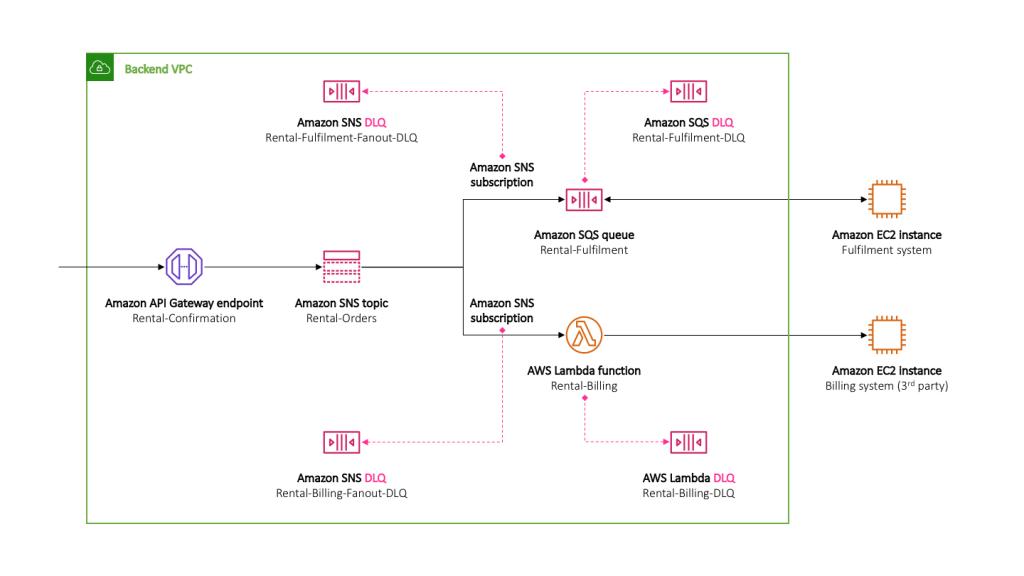 Backend VPC
Amazon SNS DLQ
Rental-Fulfilment-Fanout-DLQ
Amazon SQS DLQ
Rental-Fulfilment-DLQ
Amazon SNS
subscription
Amazon SQS queue
Rental-Fulfilment
Amazon EC2 instance
Fulfilment system
Amazon API Gateway endpoint
Rental-Confirmation
Amazon SNS topic
Rental-Orders
Amazon SNS
subscription
AWS Lambda function
Rental-Billing
Amazon EC2 instance
Billing system (3rd party)
Amazon SNS DLQ
Rental-Billing-Fanout-DLQ
AWS Lambda DLQ
Rental-Billing-DLQ